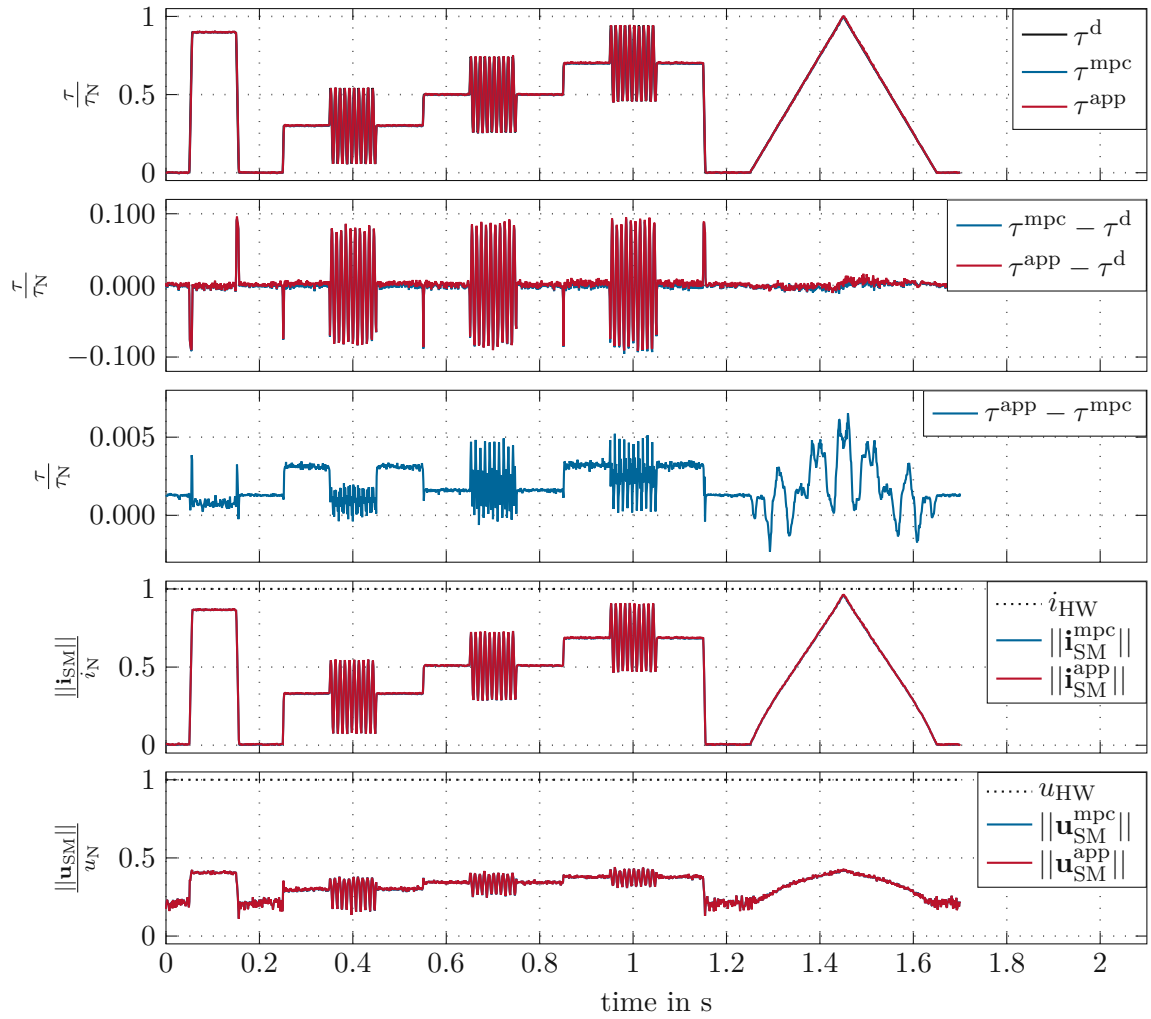 1
0.5
0
τ/τ_N
τ^d
τ^mpc
τ^app
0.100
0.000
−0.100
τ/τ_N
τ^mpc − τ^d
τ^app − τ^d
0.005
0.000
τ/τ_N
τ^app − τ^mpc
1
0.5
0
||i_SM||/i_N
i_HW
||i_SM^mpc||
||i_SM^app||
1
0.5
0
||u_SM||/u_N
u_HW
||u_SM^mpc||
||u_SM^app||
0 0.2 0.4 0.6 0.8 1 1.2 1.4 1.6 1.8 2
time in s